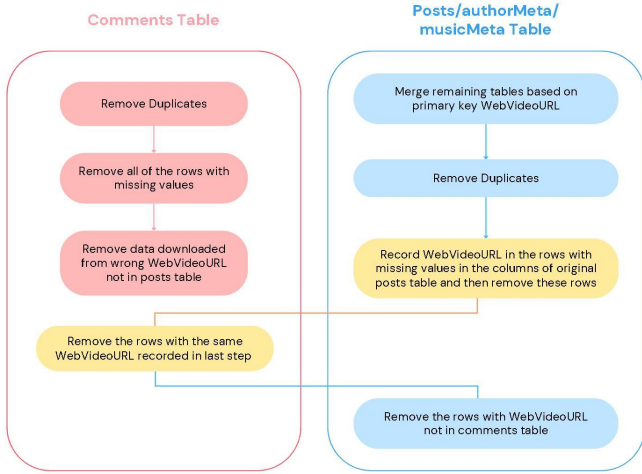 Comments Table
Remove Duplicates
Remove all of the rows with
missing values
Remove data downloaded
from wrong WebVideoURL
not in posts table
Remove the rows with the same
WebVideoURL recorded in last step
Posts/authorMeta/
musicMeta Table
Merge remaining tables based on
primary key WebVideoURL
Remove Duplicates
Record WebVideoURL in the rows with
missing values in the columns of original
posts table and then remove these rows
Remove the rows with WebVideoURL
not in comments table